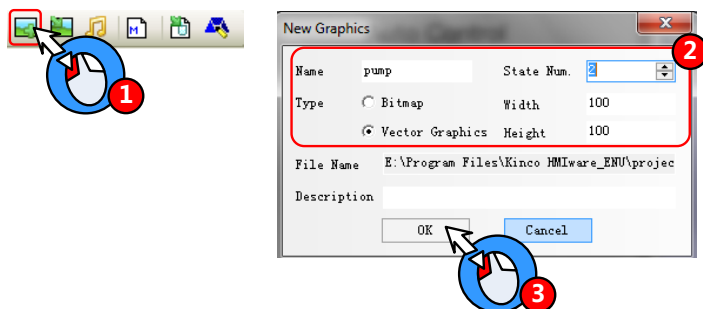 M
1
New Graphics
2
Name pump State Num. 2
Type Bitmap Width 100
Vector Graphics Height 100
File Name E:\Program Files\Kinco HMIware_ENU\projec
Description
OK Cancel
3